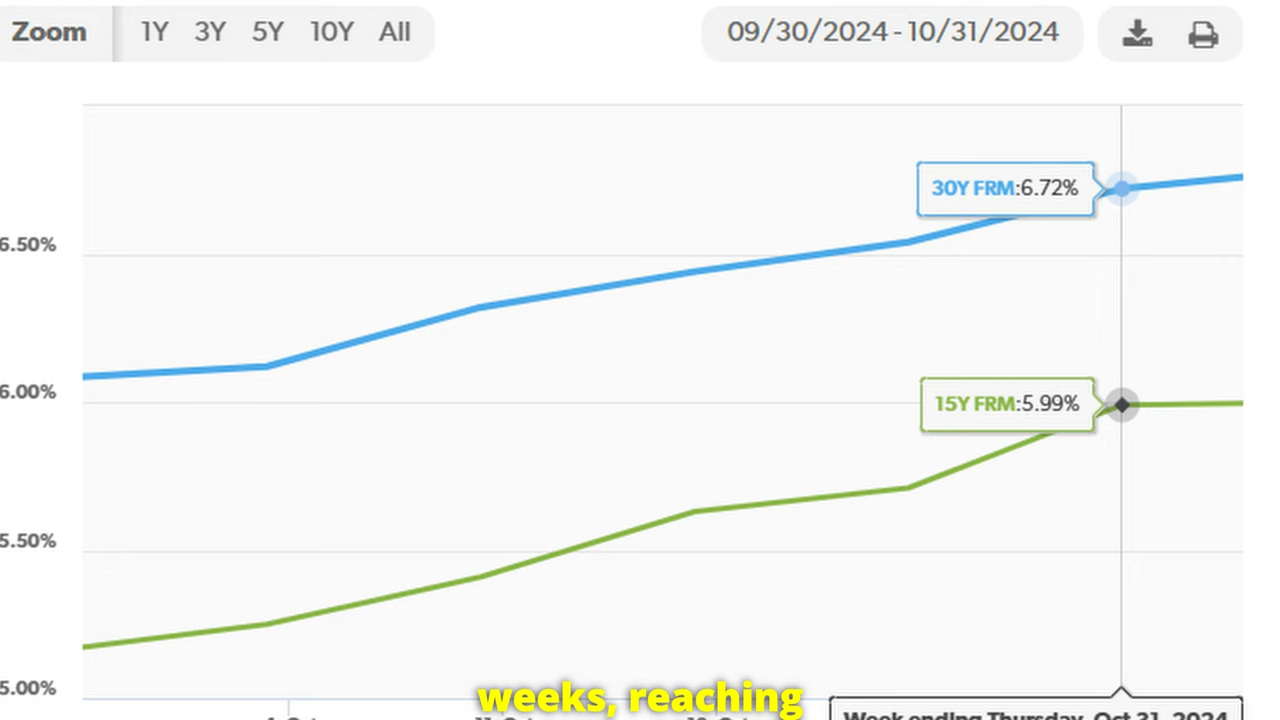 Zoom 1Y 3Y 5Y 10Y All 09/30/2024 - 10/31/2024
30Y FRM:6.72%
6.50%
6.00%
15Y FRM:5.99%
5.50%
5.00%
weeks, reaching
Week ending Thursday, Oct 31, 2024